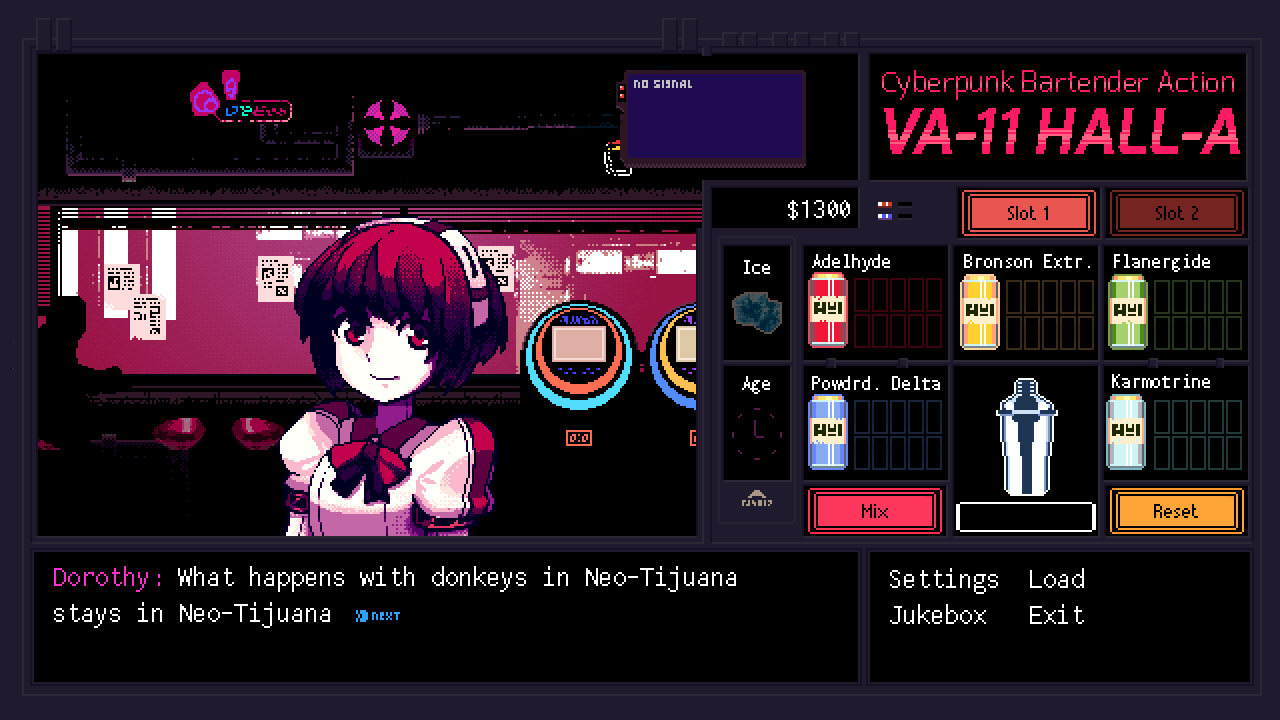 NO SIGNAL
Cyberpunk Bartender Action
VA-11 HALL-A
$1300
Slot 1
Slot 2
Ice
Adelhyde
Bronson Extr.
Flanergide
Age
Powdrd. Delta
Karmotrine
Mix
Reset
Dorothy: What happens with donkeys in Neo-Tijuana
stays in Neo-Tijuana NEXT
Settings Load
Jukebox Exit